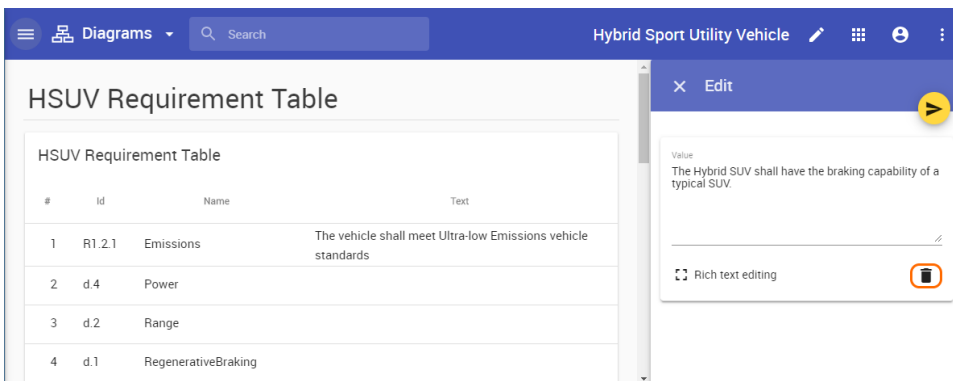 Diagrams Search Hybrid Sport Utility Vehicle
HSUV Requirement Table
HSUV Requirement Table
# Id Name Text
1 R1.2.1 Emissions The vehicle shall meet Ultra-low Emissions vehicle
standards
2 d.4 Power
3 d.2 Range
4 d.1 RegenerativeBraking
Edit
Value
The Hybrid SUV shall have the braking capability of a
typical SUV.
Rich text editing